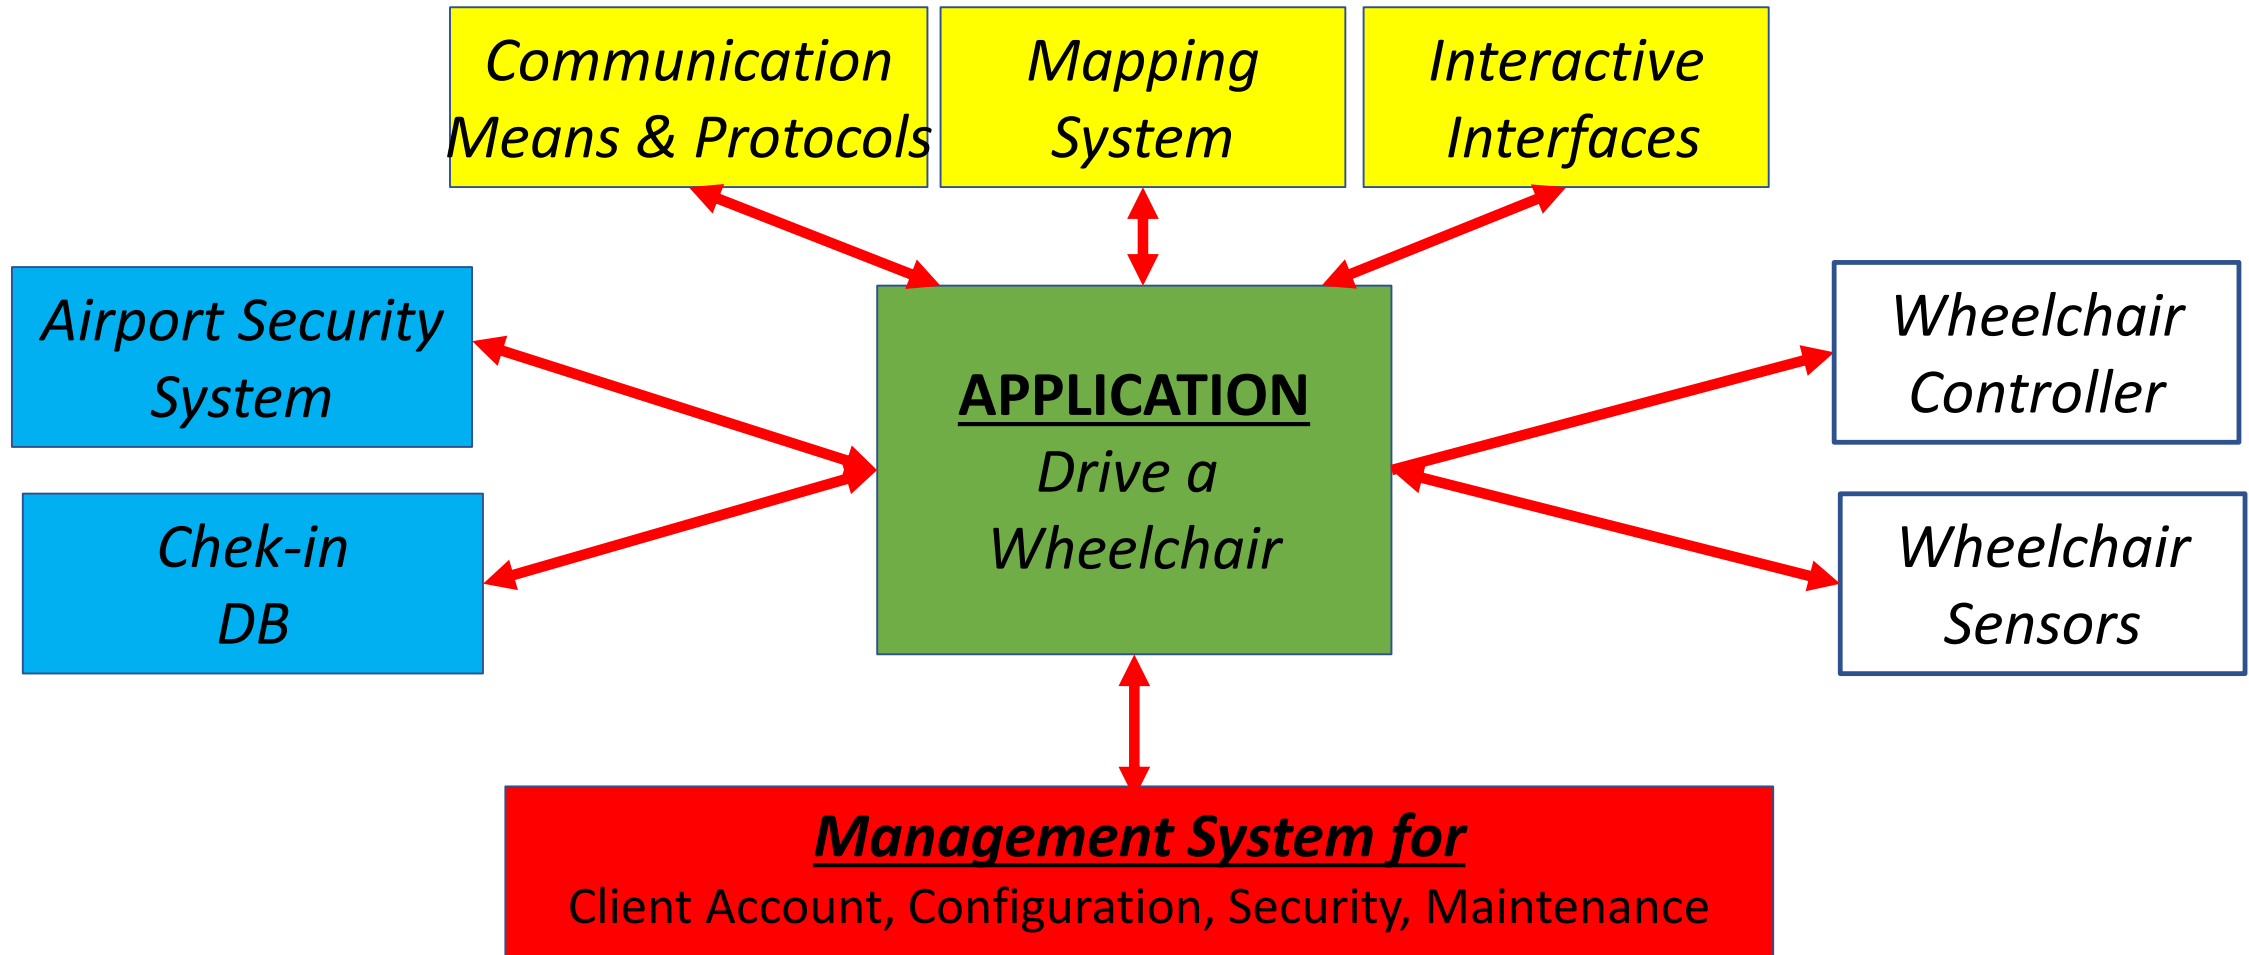 Communication
Means & Protocols
Mapping
System
Interactive
Interfaces
Airport Security
System
Chek-in
DB
APPLICATION
Drive a
Wheelchair
Wheelchair
Controller
Wheelchair
Sensors
Management System for
Client Account, Configuration, Security, Maintenance